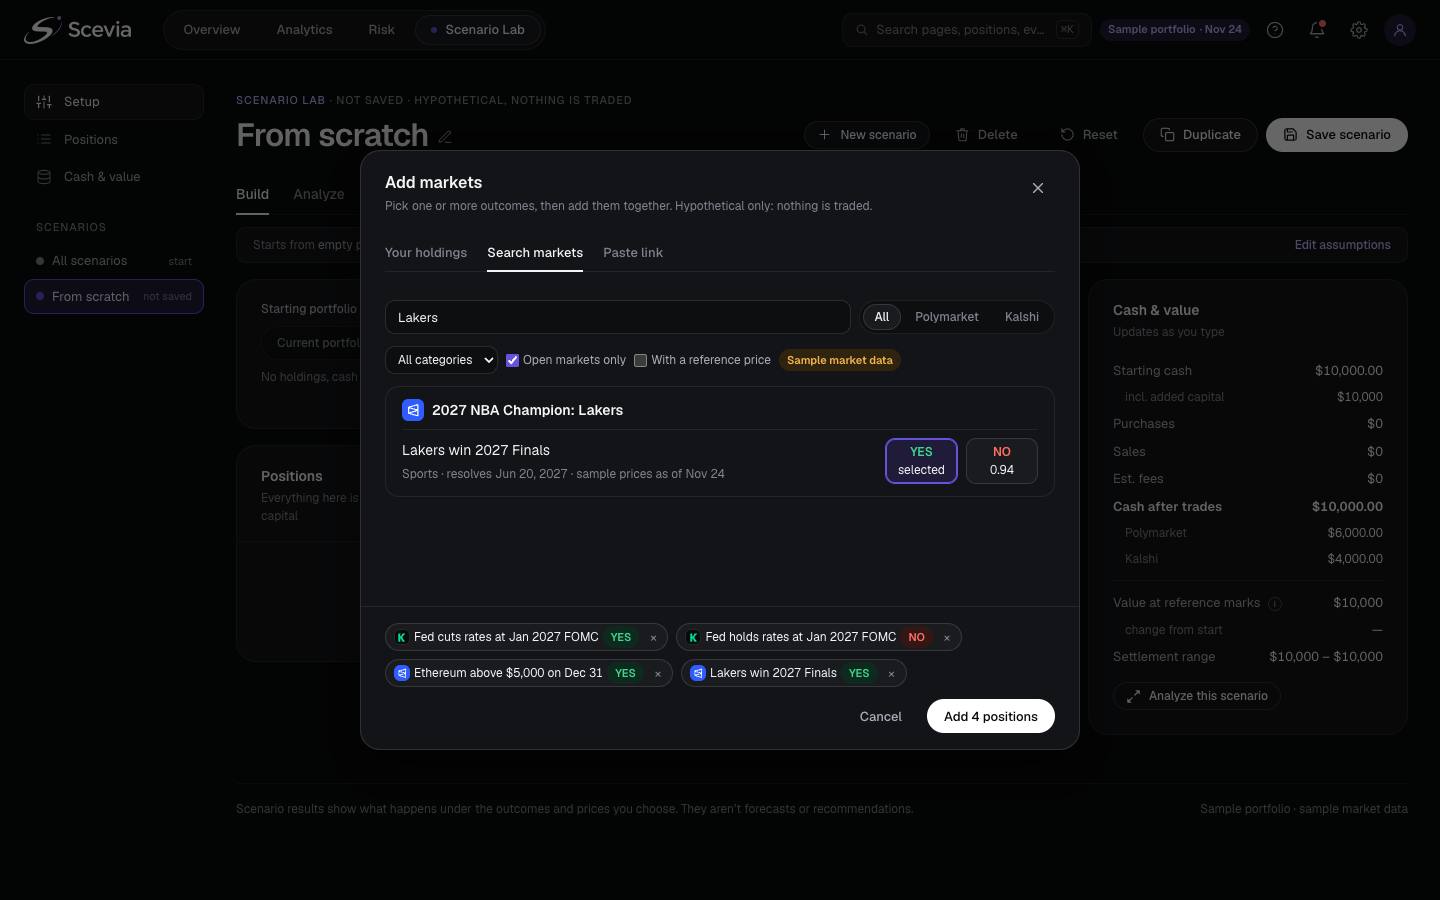 Scevia
Overview Analytics Risk Scenario Lab
Search pages, positions, ev... ⌘K
Sample portfolio · Nov 24
Setup
Positions
Cash & value
SCENARIOS
All scenarios start
From scratch not saved
SCENARIO LAB · NOT SAVED · HYPOTHETICAL, NOTHING IS TRADED
From scratch
New scenario Delete Reset Duplicate Save scenario
Build Analyze
Starts from empty p
Edit assumptions
Starting portfolio
Current portfol
No holdings, cash
Positions
Everything here is
capital
Add markets
Pick one or more outcomes, then add them together. Hypothetical only: nothing is traded.
Your holdings Search markets Paste link
Lakers
All Polymarket Kalshi
All categories Open markets only With a reference price Sample market data
2027 NBA Champion: Lakers
Lakers win 2027 Finals
Sports · resolves Jun 20, 2027 · sample prices as of Nov 24
YES
selected
NO
0.94
K Fed cuts rates at Jan 2027 FOMC YES ×
K Fed holds rates at Jan 2027 FOMC NO ×
Ethereum above $5,000 on Dec 31 YES ×
Lakers win 2027 Finals YES ×
Cancel Add 4 positions
Cash & value
Updates as you type
Starting cash $10,000.00
incl. added capital $10,000
Purchases $0
Sales $0
Est. fees $0
Cash after trades $10,000.00
Polymarket $6,000.00
Kalshi $4,000.00
Value at reference marks i $10,000
change from start —
Settlement range $10,000 – $10,000
Analyze this scenario
Scenario results show what happens under the outcomes and prices you choose. They aren't forecasts or recommendations.
Sample portfolio · sample market data